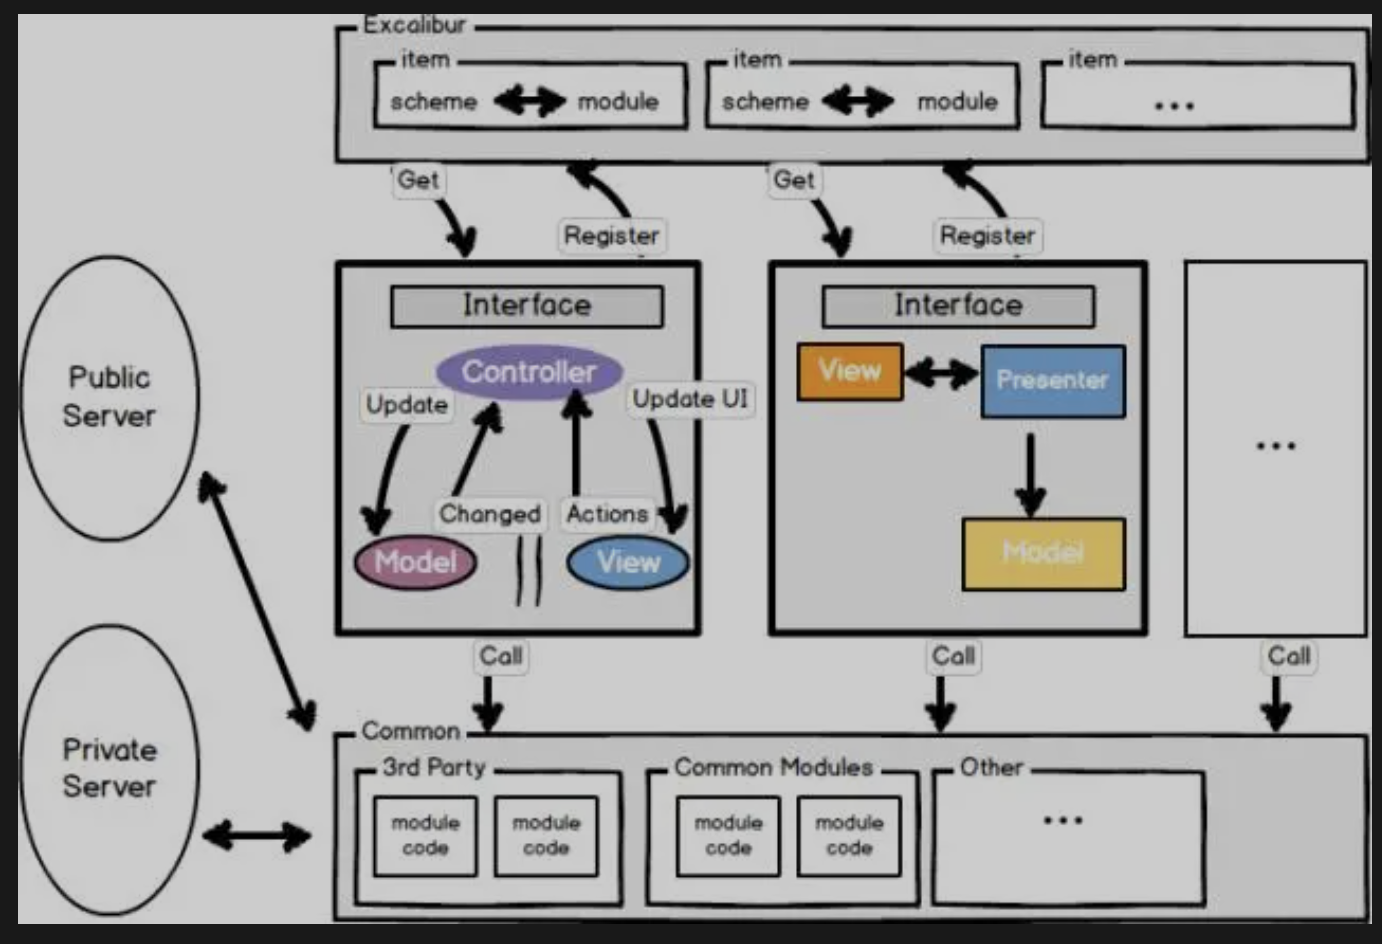 Excalibur
item
scheme
module
item
scheme
module
item
...
Get
Register
Get
Register
Public
Server
Interface
Controller
Update
Update UI
Changed
Actions
Model
View
Interface
View
Presenter
Model
...
Call
Call
Call
Private
Server
Common
3rd Party
module
code
module
code
Common Modules
module
code
module
code
Other
...